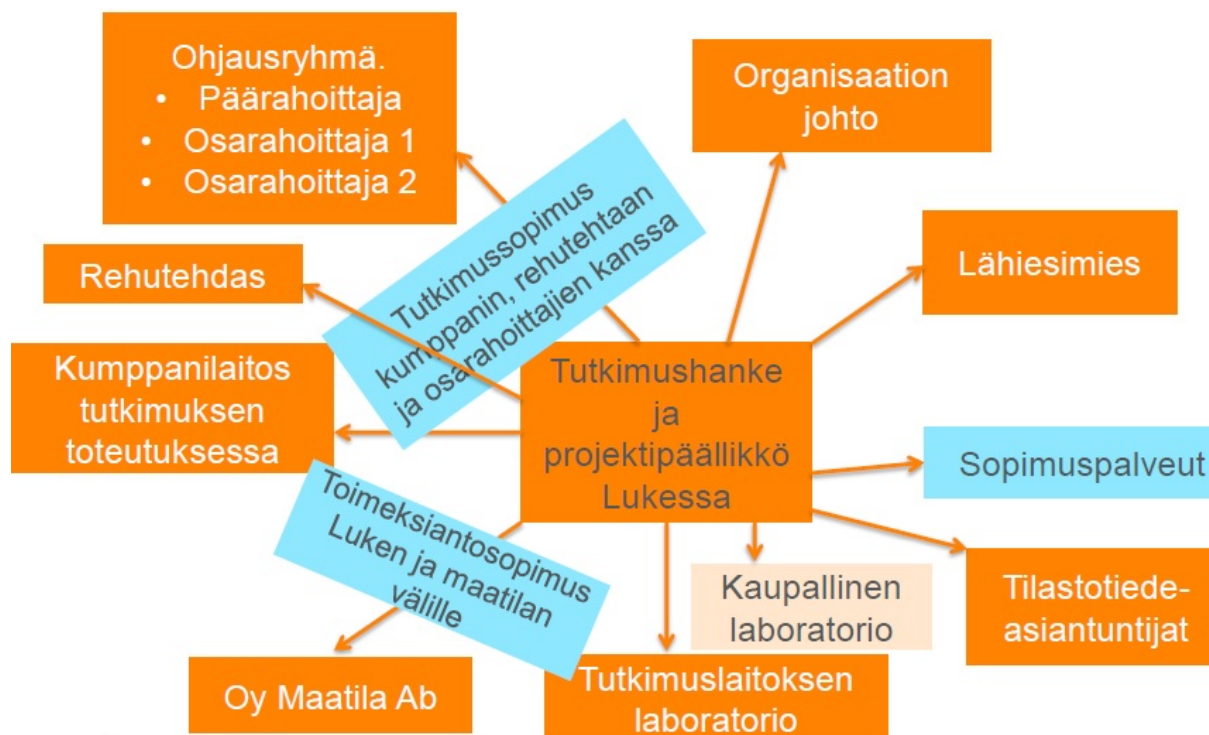 Ohjausryhmä.
• Päärahoittaja
• Osarahoittaja 1
• Osarahoittaja 2
Organisaation
johto
Tutkimussopimus
kumppanin, rehutehtaan
ja osarahoittajien kanssa
Lähiesimies
Rehutehdas
Kumppanilaitos
tutkimuksen
toteutuksessa
Tutkimushanke
ja
projektipäällikkö
Lukessa
Sopimuspalveut
Toimeksiantosopimus
Luken ja maatilan
välille
Kaupallinen
laboratorio
Tilastotiede-
asiantuntijat
Oy Maatila Ab
Tutkimuslaitoksen
laboratorio